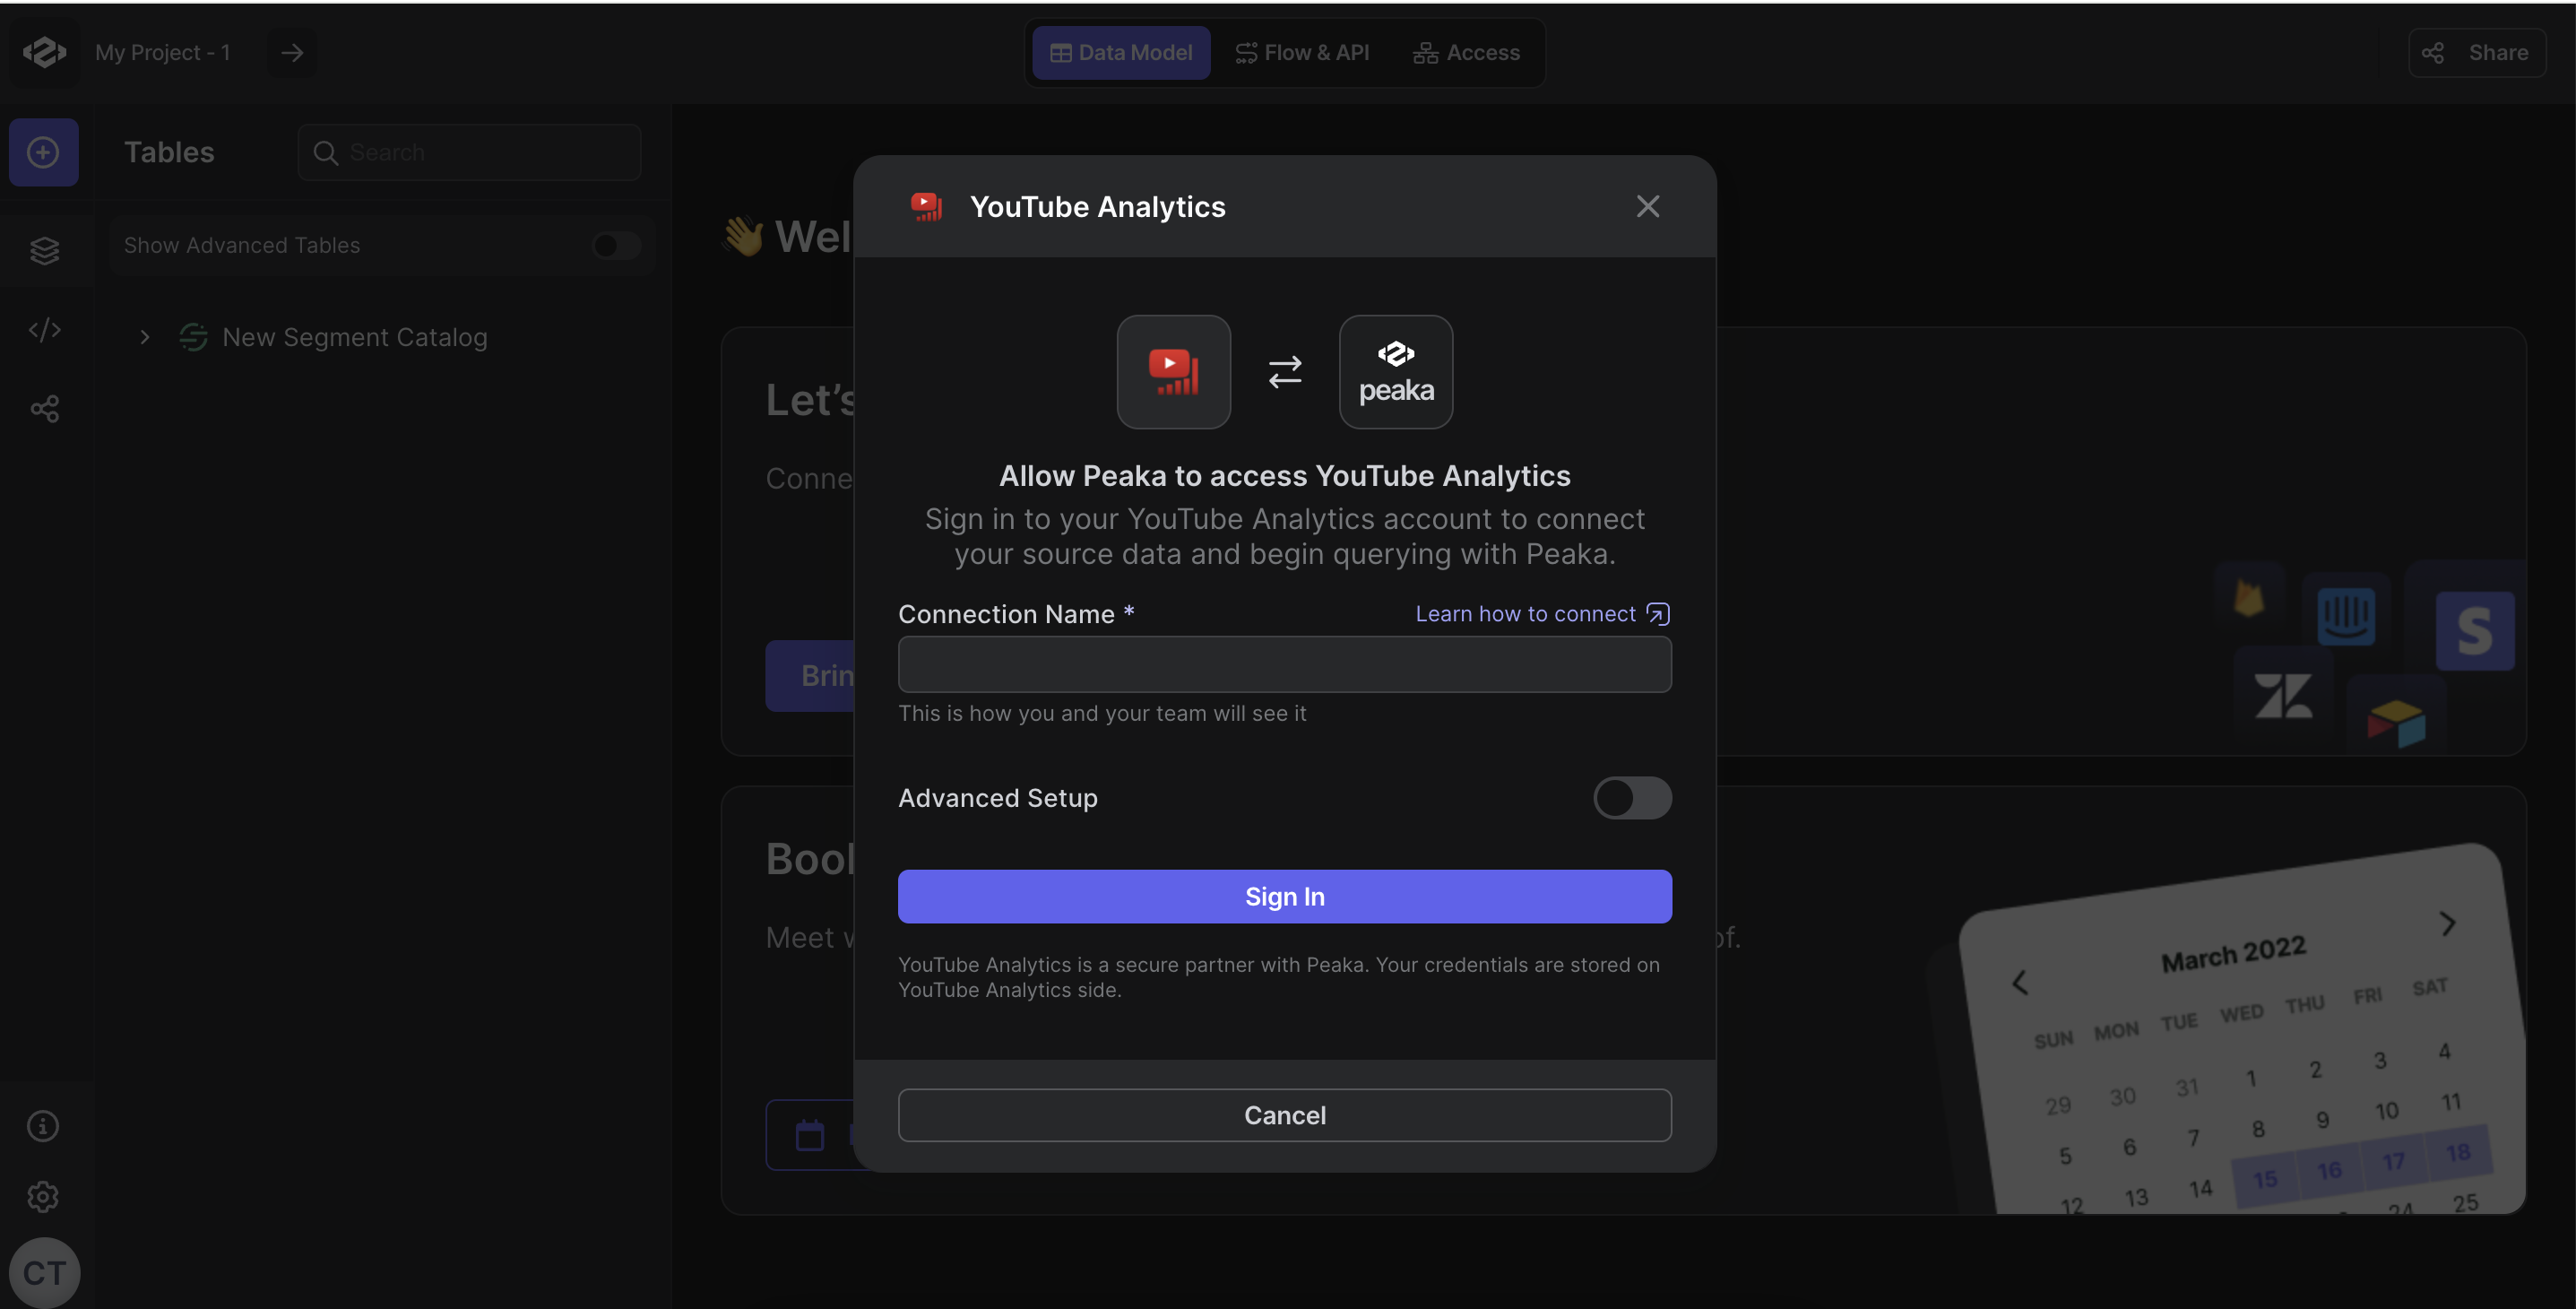 My Project - 1
Data Model
Flow & API
Access
Share
Tables
Search
Show Advanced Tables
New Segment Catalog
CT
👋 Wel
Let's
Conne
Brin
Meet
of.
March 2022
SUN MON TUE WED THU FRI SAT
29 30 31 1 2 3 4
5 6 7 8 9 10 11
12 13 14 15 16 17 18
24 25
YouTube Analytics
peaka
Allow Peaka to access YouTube Analytics
Sign in to your YouTube Analytics account to connect
your source data and begin querying with Peaka.
Connection Name *
Learn how to connect
This is how you and your team will see it
Advanced Setup
Sign In
YouTube Analytics is a secure partner with Peaka. Your credentials are stored on
YouTube Analytics side.
Cancel